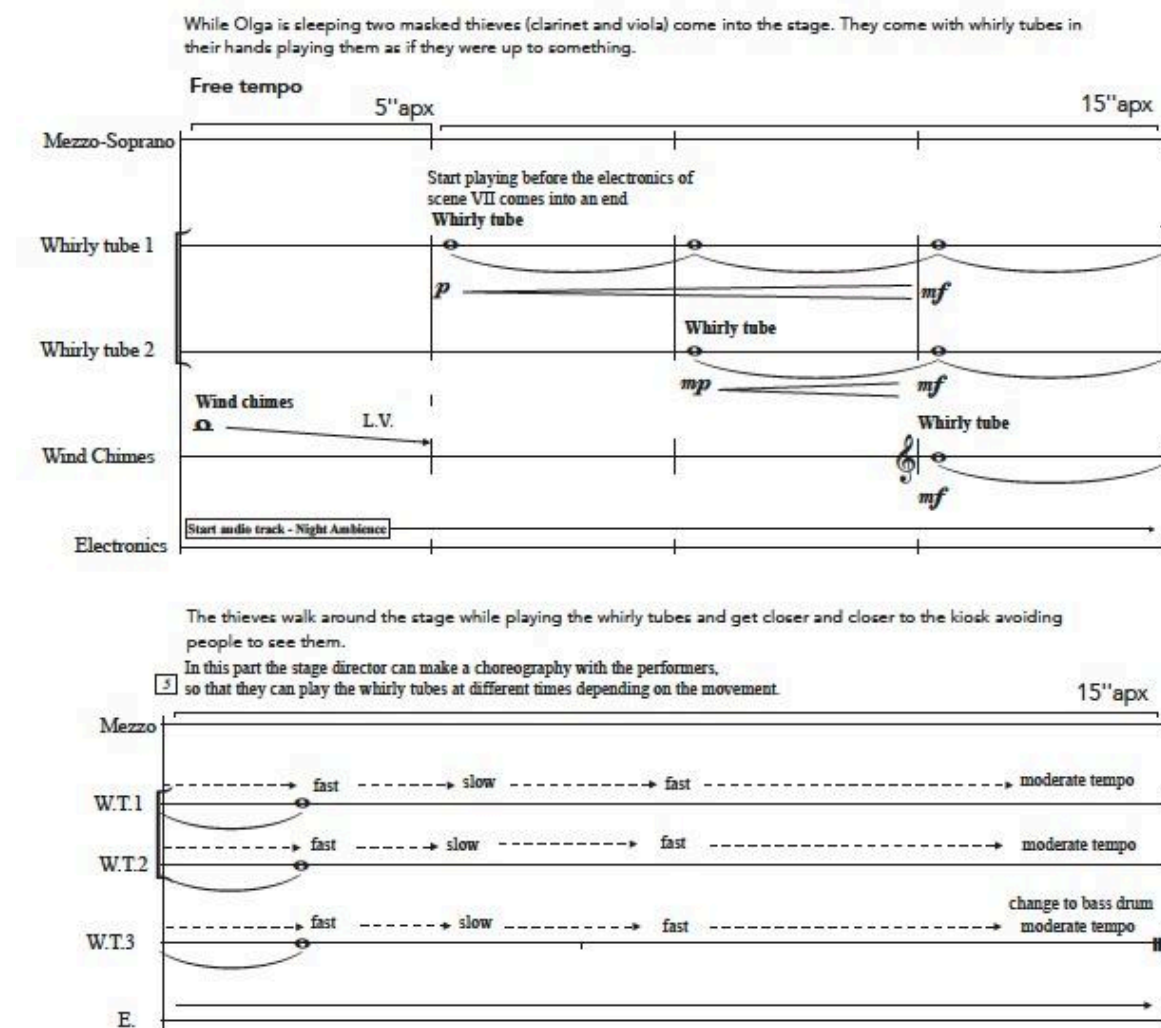 While Olga is sleeping two masked thieves (clarinet and viola) come into the stage. They come with whirly tubes in
their hands playing them as if they were up to something.
Free tempo
5''apx
15''apx
Mezzo-Soprano
Start playing before the electronics of
scene VII comes into an end
Whirly tube
Whirly tube 1
p
mf
Whirly tube
Whirly tube 2
mp
mf
Wind chimes
L.V.
Whirly tube
Wind Chimes
mf
Start audio track - Night Ambience
Electronics
The thieves walk around the stage while playing the whirly tubes and get closer and closer to the kiosk avoiding
people to see them.
In this part the stage director can make a choreography with the performers,
5 so that they can play the whirly tubes at different times depending on the movement.
15''apx
Mezzo
fast slow fast moderate tempo
W.T.1
fast slow fast moderate tempo
W.T.2
change to bass drum
fast slow fast moderate tempo
W.T.3
E.